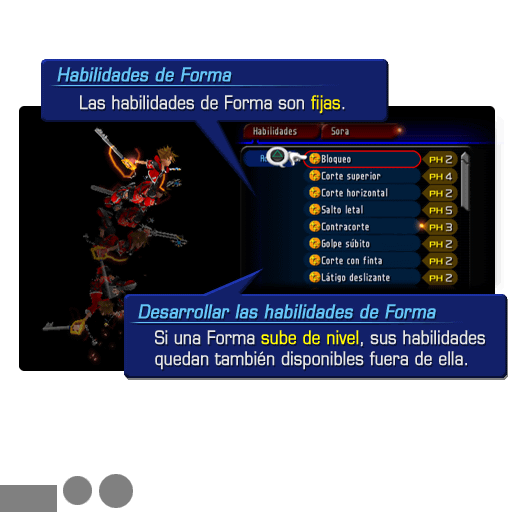 Habilidades de Forma
Las habilidades de Forma son fijas.
Habilidades Sora
Bloqueo PH 2
Corte superior PH 4
Corte horizontal PH 2
Salto letal PH 5
Contracorte PH 3
Golpe súbito PH 2
Corte con finta PH 2
Látigo deslizante PH 2
Desarrollar las habilidades de Forma
Si una Forma sube de nivel, sus habilidades
quedan también disponibles fuera de ella.